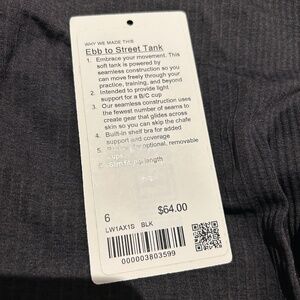 WHY WE MADE THIS
Ebb to Street Tank
1. Embrace your movement. This
soft tank is powered by
seamless construction so you
can move freely through your
practice, training, and beyond
2. Intended to provide light
support for a B/C cup
3. Our seamless construction uses
the fewest number of seams to
create gear that glides across
skin so you can skip the chafe
4. Built-in shelf bra for added
support and coverage
5. optional, removable
length
6 $64.00
LW1AX1S BLK
000003803599